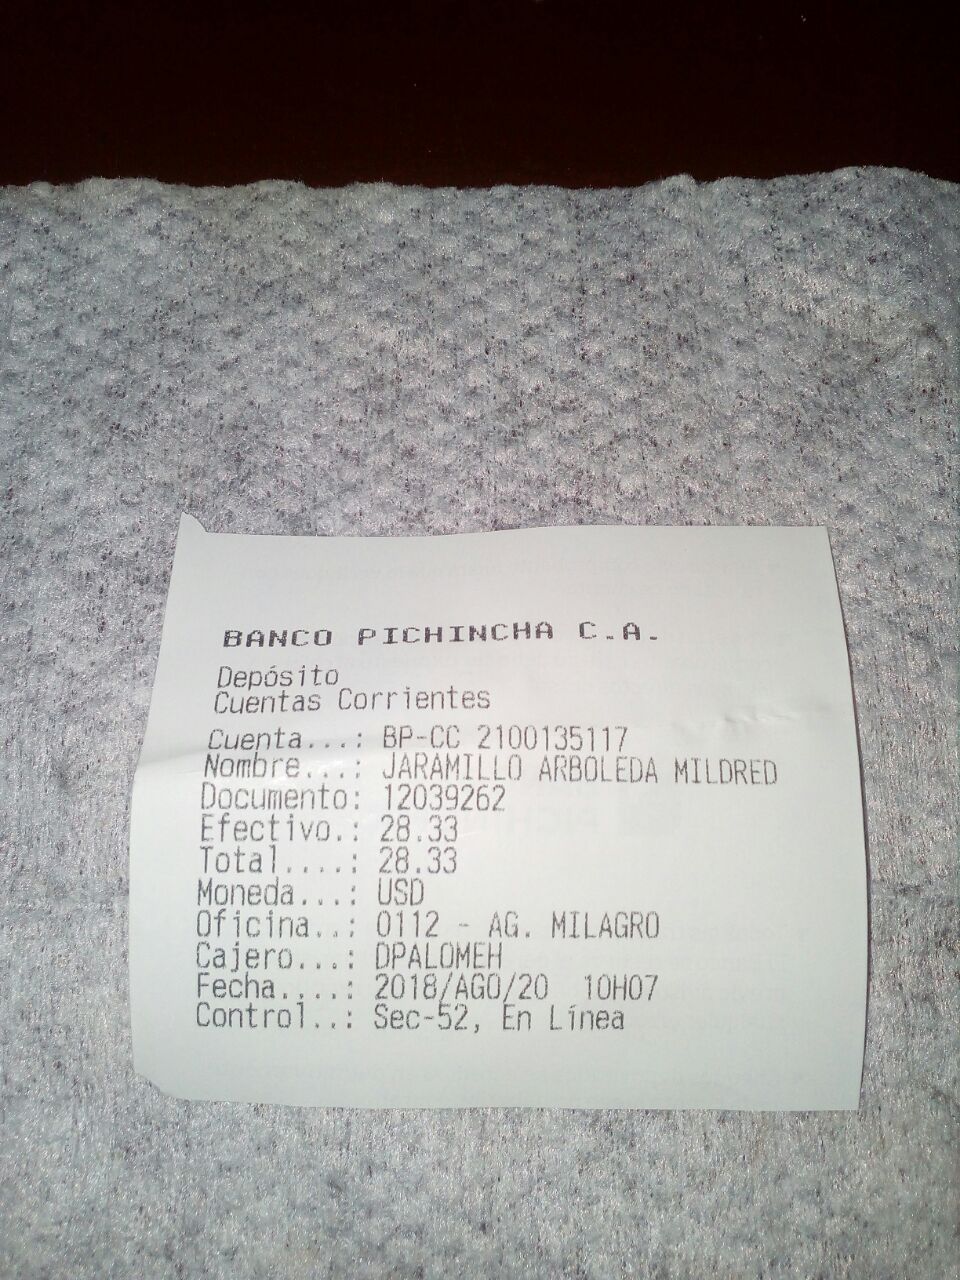 BANCO PICHINCHA C.A.
Depósito
Cuentas Corrientes
Cuenta...: BP-CC 2100135117
Nombre...: JARAMILLO ARBOLEDA MILDRED
Documento: 12039262
Efectivo.: 28.33
Total....: 28.33
Moneda...: USD
Oficina..: 0112 - AG. MILAGRO
Cajero...: DPALOMEH
Fecha....: 2018/AGO/20 10H07
Control..: Sec-52, En Línea